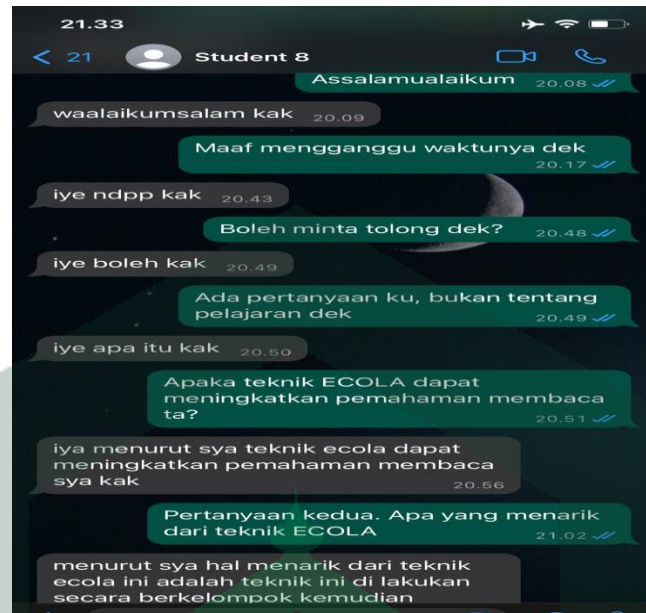 21.33
21
Student 8
Assalamualaikum 20.08
waalaikumsalam kak 20.09
Maaf mengganggu waktunya dek
20.17
iye ndpp kak 20.43
Boleh minta tolong dek? 20.48
iye boleh kak 20.49
Ada pertanyaan ku, bukan tentang
pelajaran dek 20.49
iye apa itu kak 20.50
Apaka teknik ECOLA dapat
meningkatkan pemahaman membaca
ta? 20.51
iya menurut sya teknik ecola dapat
meningkatkan pemahaman membaca
sya kak 20.56
Pertanyaan kedua. Apa yang menarik
dari teknik ECOLA 21.02
menurut sya hal menarik dari teknik
ecola ini adalah teknik ini di lakukan
secara berkelompok kemudian